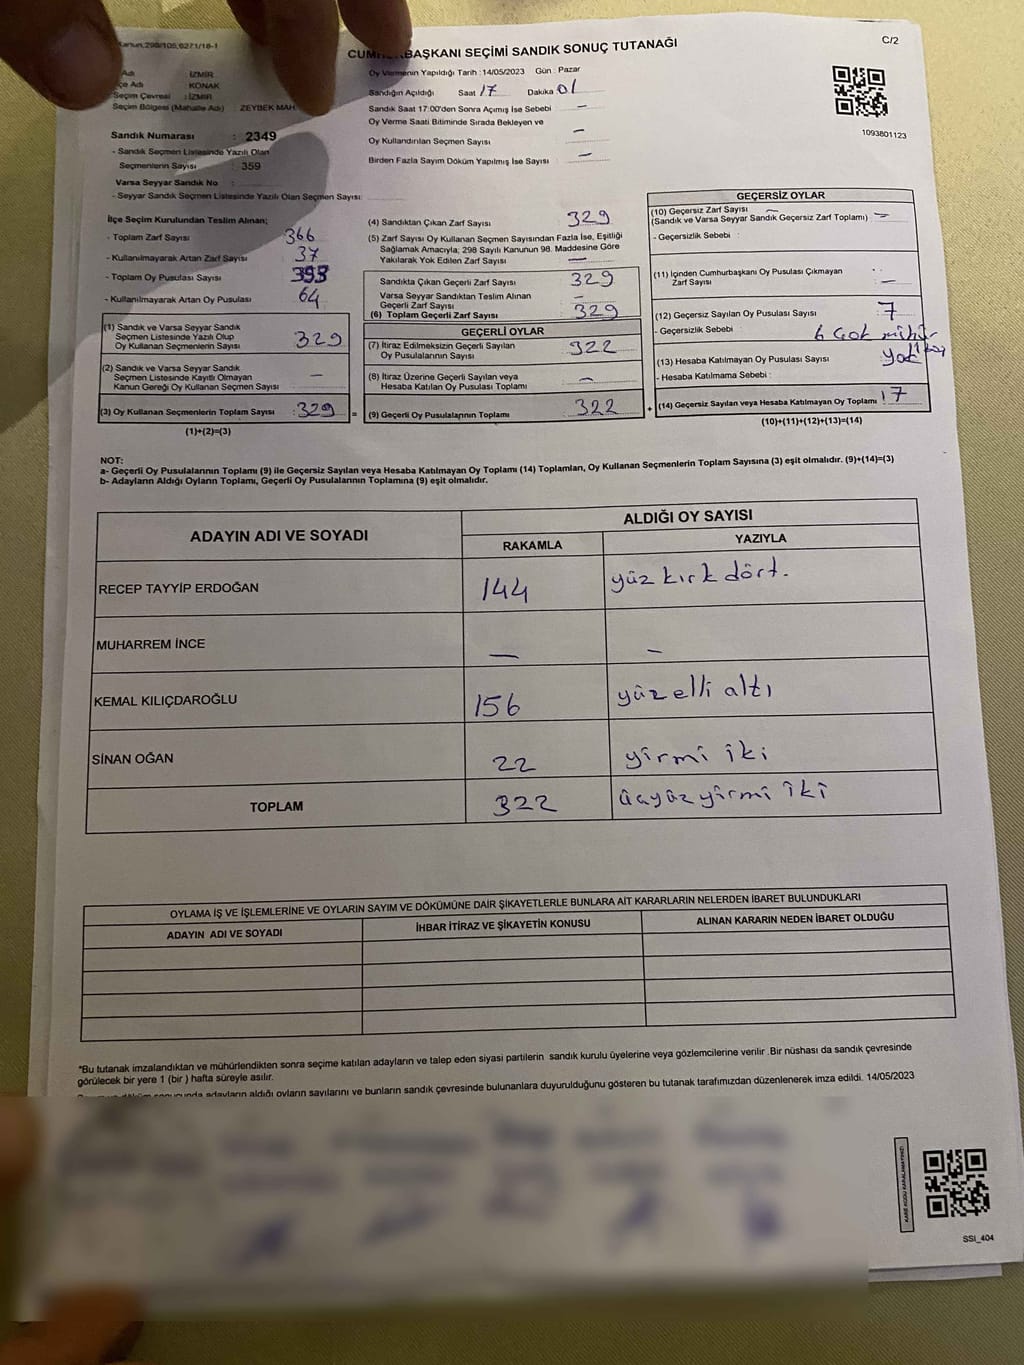 Kanun,298/105;6271/18-1
C/2
CUMHURBAŞKANI SEÇİMİ SANDIK SONUÇ TUTANAĞI
Adı İZMİR
Adı KONAK
Seçim Çevresi : İZMİR
Seçim Bölgesi (Mahalle Adı) : ZEYBEK MAH.
Oy Vermenin Yapıldığı Tarih :14/05/2023 Gün : Pazar
Sandığın Açıldığı Saat 17 Dakika 01
Sandık Saat 17:00'den Sonra Açımış İse Sebebi —
Oy Verme Saati Bitiminde Sırada Bekleyen ve
Oy Kullandırılan Seçmen Sayısı —
Birden Fazla Sayım Döküm Yapılmış İse Sayısı —
1093801123
Sandık Numarası : 2349
- Sandık Seçmen Listesinde Yazılı Olan
Seçmenlerin Sayısı : 359
Varsa Seyyar Sandık No :
- Seyyar Sandık Seçmen Listesinde Yazılı Olan Seçmen Sayısı:
İlçe Seçim Kurulundan Teslim Alınan;
- Toplam Zarf Sayısı 366
- Kullanılmayarak Artan Zarf Sayısı 37
- Toplam Oy Pusulası Sayısı
- Kullanılmayarak Artan Oy Pusulası 64
(1) Sandık ve Varsa Seyyar Sandık
Seçmen Listesinde Yazılı Olup
Oy Kullanan Seçmenlerin Sayısı 329
(2) Sandık ve Varsa Seyyar Sandık
Seçmen Listesinde Kayıtlı Olmayan
Kanun Gereği Oy Kullanan Seçmen Sayısı —
(3) Oy Kullanan Seçmenlerin Toplam Sayısı : 329 =
(1)+(2)=(3)
(4) Sandıktan Çıkan Zarf Sayısı 329
(5) Zarf Sayısı Oy Kullanan Seçmen Sayısından Fazla İse, Eşitliği
Sağlamak Amacıyla; 298 Sayılı Kanunun 98. Maddesine Göre
Yakılarak Yok Edilen Zarf Sayısı —
Sandıkta Çıkan Geçerli Zarf Sayısı 329
Varsa Seyyar Sandıktan Teslim Alınan
Geçerli Zarf Sayısı —
(6) Toplam Geçerli Zarf Sayısı : 329
GEÇERLİ OYLAR
(7) İtiraz Edilmeksizin Geçerli Sayılan
Oy Pusulasının Sayısı 322
(8) İtiraz Üzerine Geçerli Sayılan veya
Hesaba Katılan Oy Pusulası Toplamı —
(9) Geçerli Oy Pusulalarının Toplamı 322 +
GEÇERSİZ OYLAR
(10) Geçersiz Zarf Sayısı —
(Sandık ve Varsa Seyyar Sandık Geçersiz Zarf Toplamı) —
- Geçersizlik Sebebi :
(11) İçinden Cumhurbaşkanı Oy Pusulası Çıkmayan
Zarf Sayısı —
(12) Geçersiz Sayılan Oy Pusulası Sayısı 7
- Geçersizlik Sebebi 6 Çok mühür
(13) Hesaba Katılmayan Oy Pusulası Sayısı : yok
- Hesaba Katılmama Sebebi :
(14) Geçersiz Sayılan veya Hesaba Katılmayan Oy Toplamı 7
(10)+(11)+(12)+(13)=(14)
NOT:
a- Geçerli Oy Pusulalarının Toplamı (9) ile Geçersiz Sayılan veya Hesaba Katılmayan Oy Toplamı (14) Toplamları, Oy Kullanan Seçmenlerin Toplam Sayısına (3) eşit olmalıdır. (9)+(14)=(3)
b- Adayların Aldığı Oyların Toplamı, Geçerli Oy Pusulalarının Toplamına (9) eşit olmalıdır.
ADAYIN ADI VE SOYADI
ALDIĞI OY SAYISI
RAKAMLA YAZIYLA
RECEP TAYYİP ERDOĞAN 144 yüz kırk dört.
MUHARREM İNCE — —
KEMAL KILIÇDAROĞLU 156 yüz elli altı
SİNAN OĞAN 22 yirmi iki
TOPLAM 322 üçyüz yirmi iki
OYLAMA İŞ VE İŞLEMLERİNE VE OYLARIN SAYIM VE DÖKÜMÜNE DAİR ŞİKAYETLERLE BUNLARA AİT KARARLARIN NELERDEN İBARET BULUNDUKLARI
ADAYIN ADI VE SOYADI İHBAR İTİRAZ VE ŞİKAYETİN KONUSU ALINAN KARARIN NEDEN İBARET OLDUĞU
*Bu tutanak imzalandıktan ve mühürlendikten sonra seçime katılan adayların ve talep eden siyasi partilerin sandık kurulu üyelerine veya gözlemcilerine verilir .Bir nüshası da sandık çevresinde
görülecek bir yere 1 (bir ) hafta süreyle asılır.
adayların aldığı oyların sayılarını ve bunların sandık çevresinde bulunanlara duyurulduğunu gösteren bu tutanak tarafımızdan düzenlenerek imza edildi. 14/05/2023
KARE KODU KARALAMAYINIZ!
SSI_404